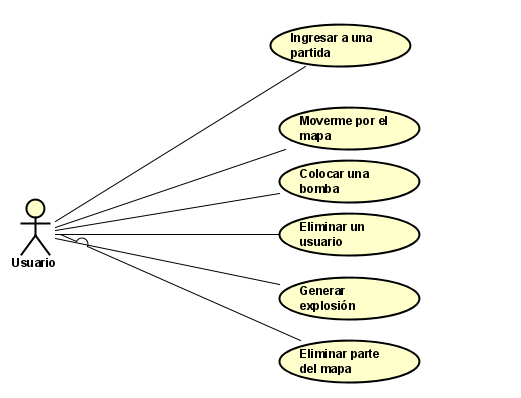 Ingresar a una
partida
Moverme por el
mapa
Colocar una
bomba
Eliminar un
usuario
Usuario
Generar
explosión
Eliminar parte
del mapa